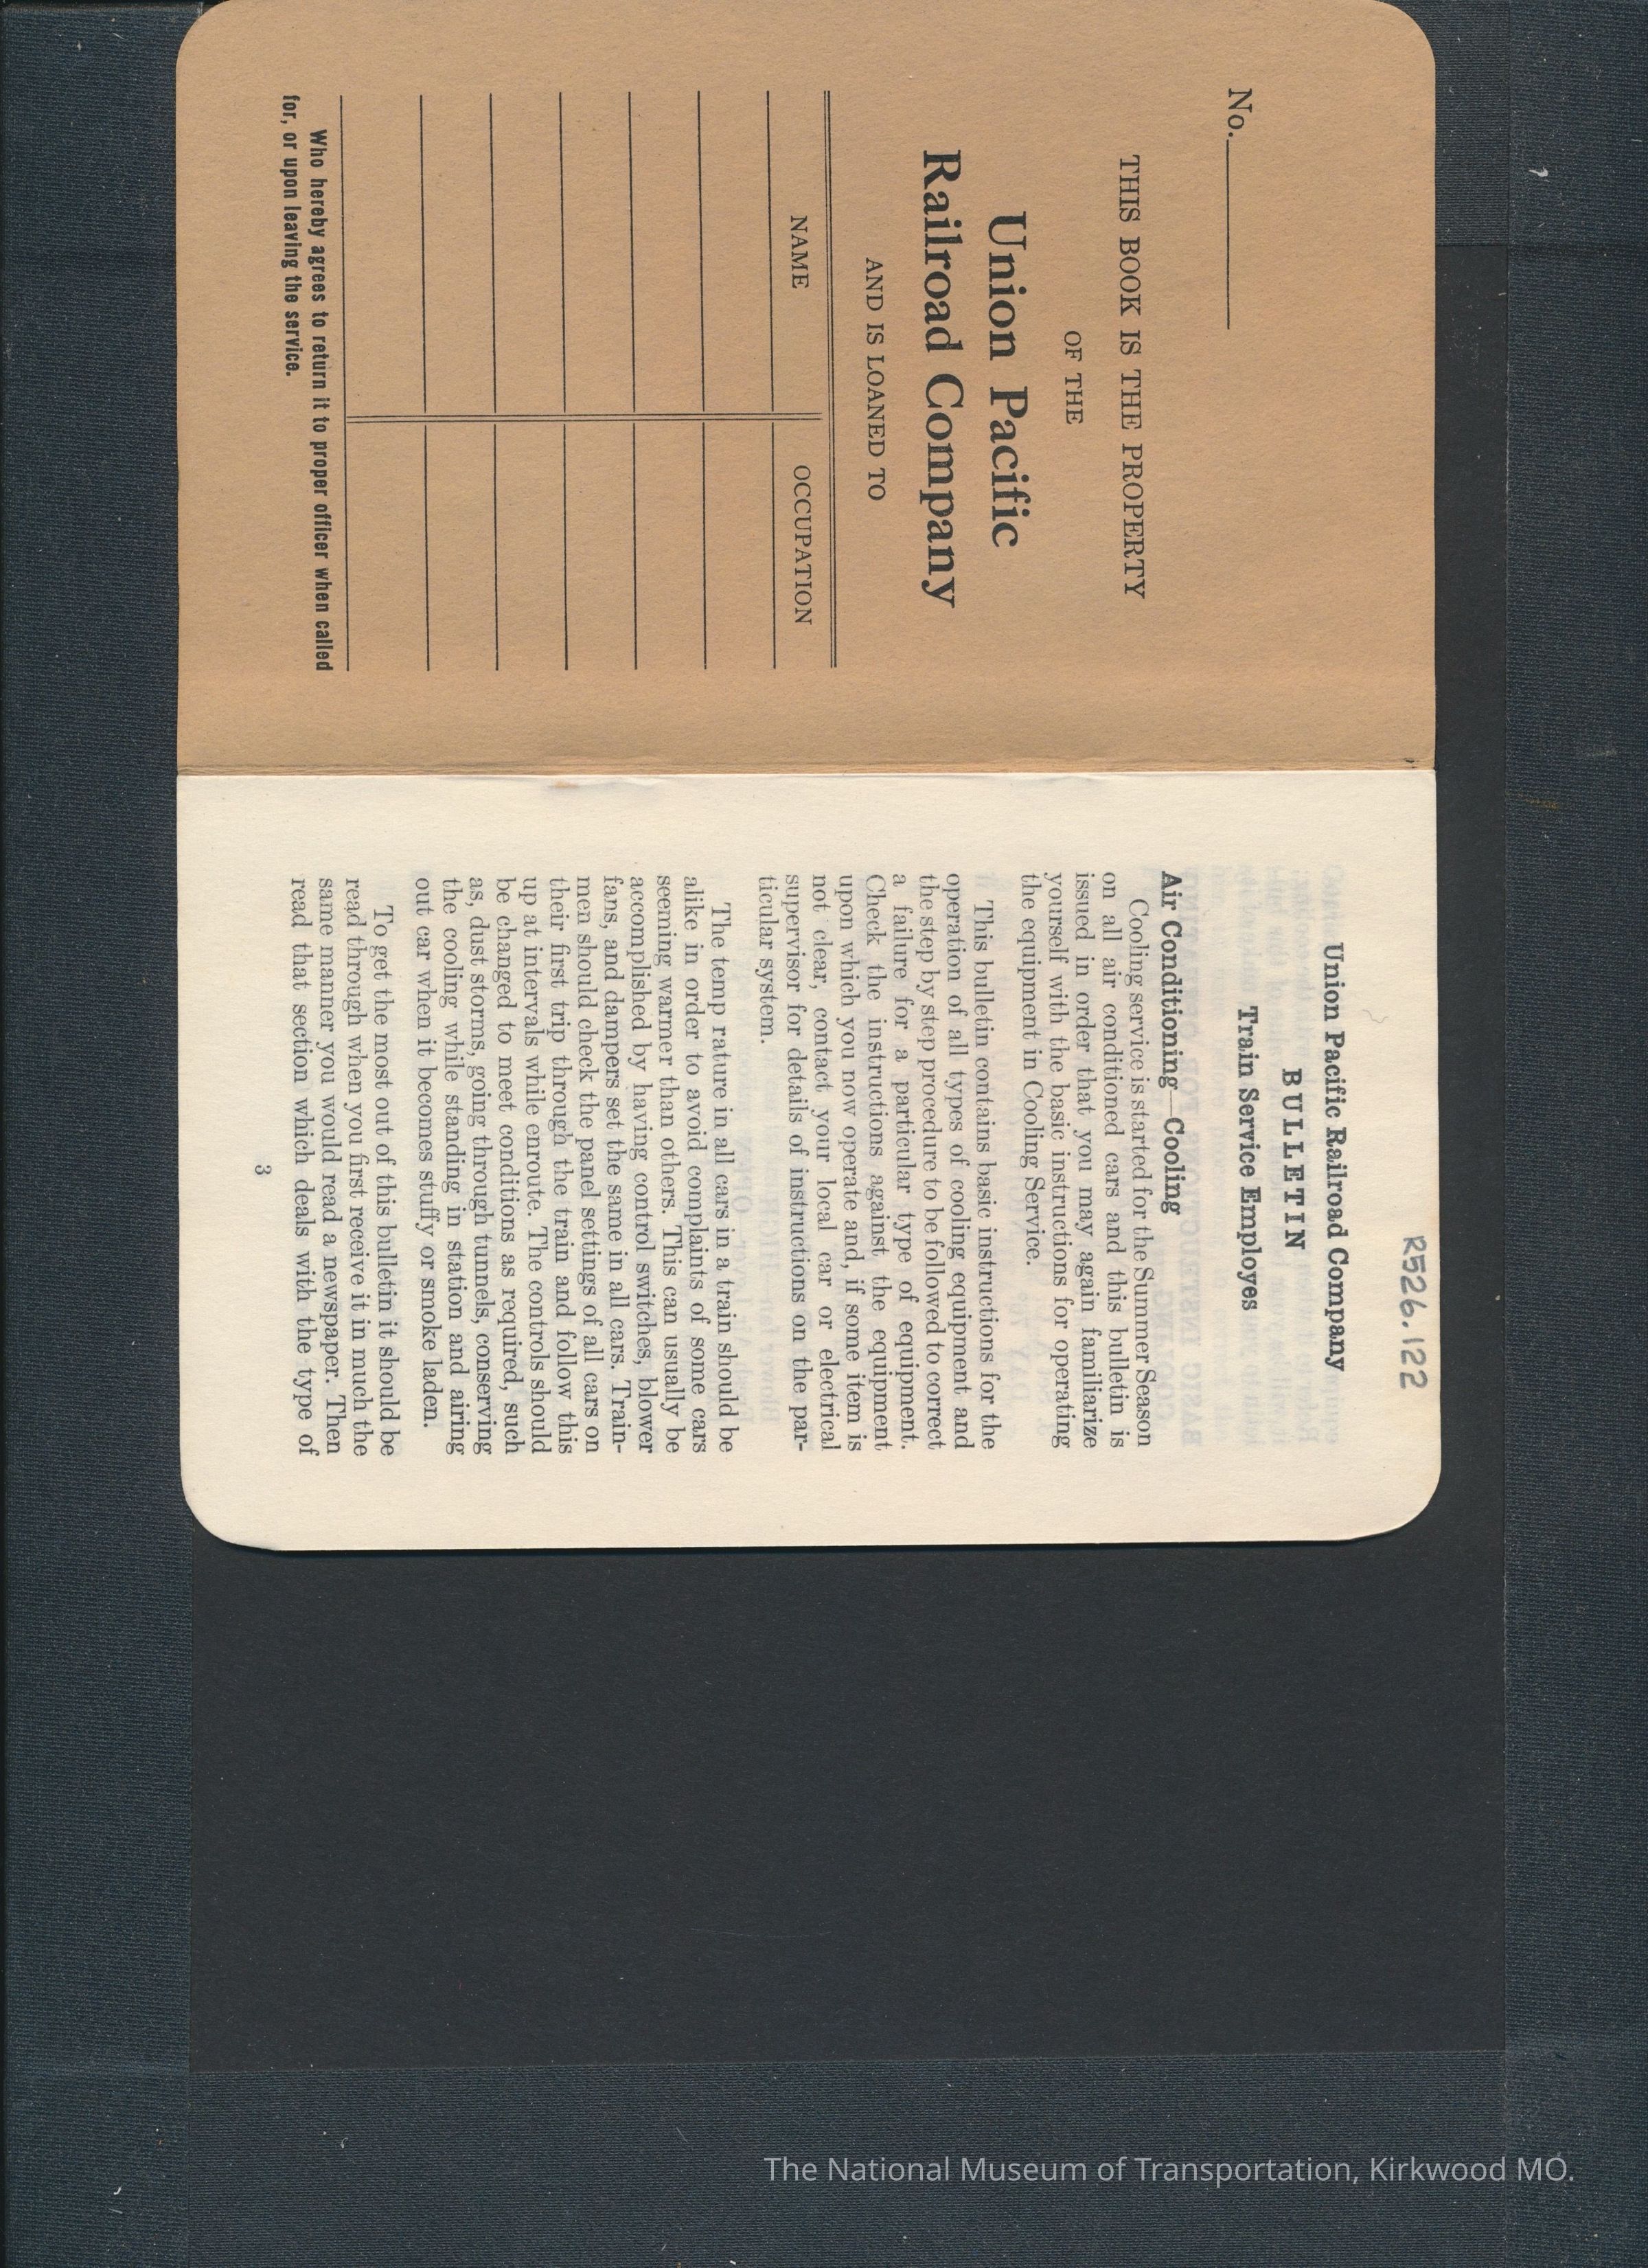 No.
THIS BOOK IS THE PROPERTY
OF THE
Union Pacific
Railroad Company
AND IS LOANED TO
NAME OCCUPATION
Who hereby agrees to return it to proper officer when called
for, or upon leaving the service.
R526.122
Union Pacific Railroad Company
BULLETIN
Train Service Employes
Air Conditioning—Cooling
Cooling service is started for the Summer Season
on all air conditioned cars and this bulletin is
issued in order that you may again familiarize
yourself with the basic instructions for operating
the equipment in Cooling Service.
This bulletin contains basic instructions for the
operation of all types of cooling equipment and
the step by step procedure to be followed to correct
a failure for a particular type of equipment.
Check the instructions against the equipment
upon which you now operate and, if some item is
not clear, contact your local car or electrical
supervisor for details of instructions on the par-
ticular system.
The temp rature in all cars in a train should be
alike in order to avoid complaints of some cars
seeming warmer than others. This can usually be
accomplished by having control switches, blower
fans, and dampers set the same in all cars. Train-
men should check the panel settings of all cars on
their first trip through the train and follow this
up at intervals while enroute. The controls should
be changed to meet conditions as required, such
as, dust storms, going through tunnels, conserving
the cooling while standing in station and airing
out car when it becomes stuffy or smoke laden.
To get the most out of this bulletin it should be
read through when you first receive it in much the
same manner you would read a newspaper. Then
read that section which deals with the type of
3
The National Museum of Transportation, Kirkwood MO.